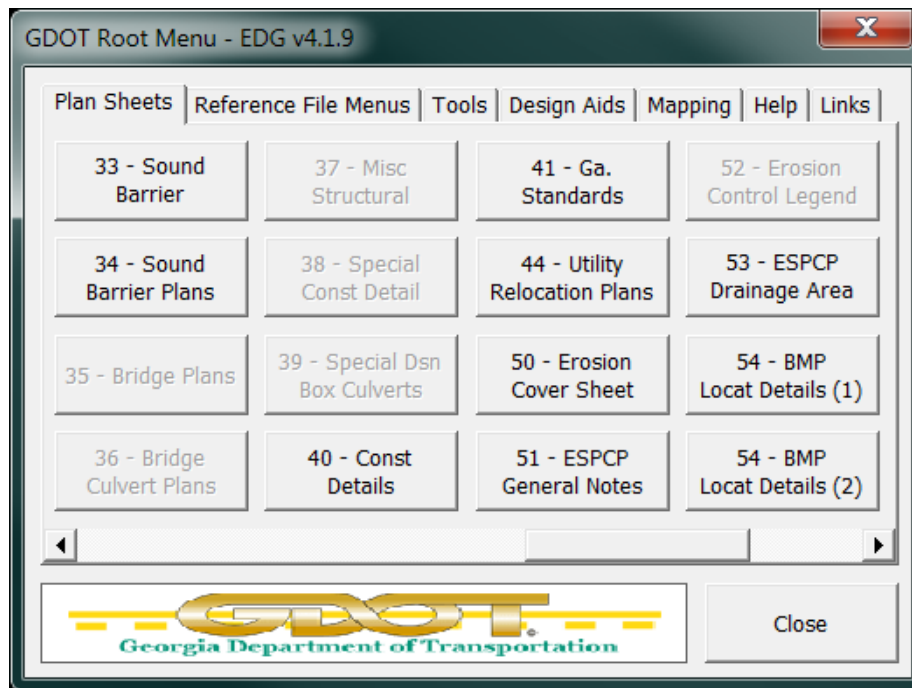 GDOT Root Menu - EDG v4.1.9
X
Plan Sheets Reference File Menus Tools Design Aids Mapping Help Links
33 - Sound
Barrier
37 - Misc
Structural
41 - Ga.
Standards
52 - Erosion
Control Legend
34 - Sound
Barrier Plans
38 - Special
Const Detail
44 - Utility
Relocation Plans
53 - ESPCP
Drainage Area
35 - Bridge Plans
39 - Special Dsn
Box Culverts
50 - Erosion
Cover Sheet
54 - BMP
Locat Details (1)
36 - Bridge
Culvert Plans
40 - Const
Details
51 - ESPCP
General Notes
54 - BMP
Locat Details (2)
GDOT®
Georgia Department of Transportation
Close